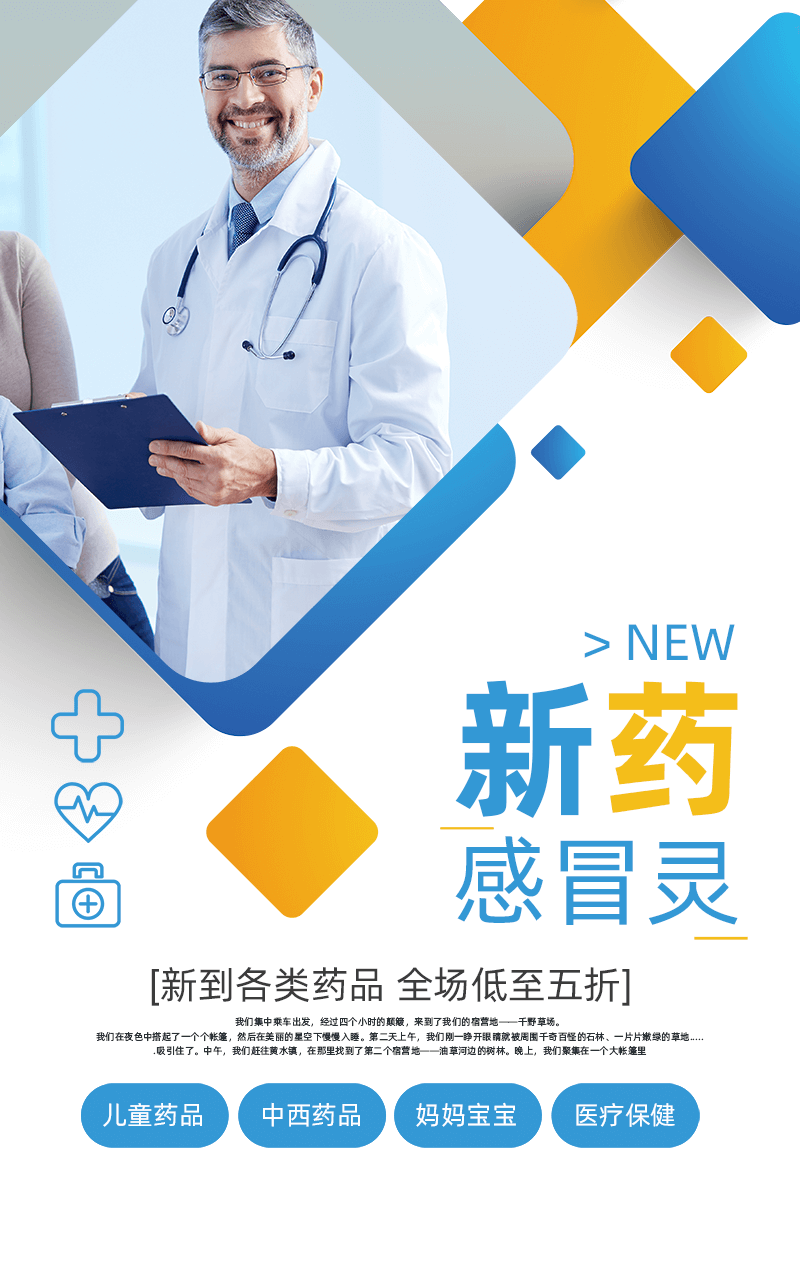 > NEW
新药
感冒灵
[新到各类药品 全场低至五折]
我们集中乘车出发，经过四个小时的颠簸，来到了我们的宿营地——千野草场。
我们在夜色中搭起了一个个帐篷，然后在美丽的星空下慢慢入睡。第二天上午，我们刚一睁开眼睛就被周围千奇百怪的石林、一片片嫩绿的草地.....
.吸引住了。中午，我们赶往黄水镇，在那里找到了第二个宿营地——油草河边的树林。晚上，我们聚集在一个大帐篷里
儿童药品 中西药品 妈妈宝宝 医疗保健